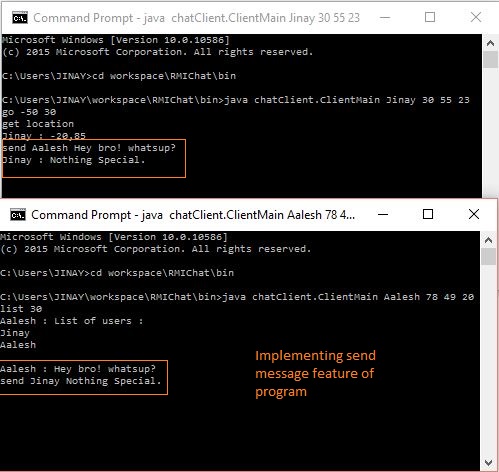 Command Prompt - java  chatClient.ClientMain Jinay 30 55 23
Microsoft Windows [Version 10.0.10586]
(c) 2015 Microsoft Corporation. All rights reserved.
C:\Users\JINAY>cd workspace\RMIChat\bin
C:\Users\JINAY\workspace\RMIChat\bin>java chatClient.ClientMain Jinay 30 55 23
go -50 30
get location
Jinay : -20,85
send Aalesh Hey bro! whatsup?
Jinay : Nothing Special.
Command Prompt - java  chatClient.ClientMain Aalesh 78 4...
Microsoft Windows [Version 10.0.10586]
(c) 2015 Microsoft Corporation. All rights reserved.
C:\Users\JINAY>cd workspace\RMIChat\bin
C:\Users\JINAY\workspace\RMIChat\bin>java chatClient.ClientMain Aalesh 78 49 20
list 30
Aalesh : List of users :
Jinay
Aalesh
Aalesh : Hey bro! whatsup?
send Jinay Nothing Special.
Implementing send
message feature of
program